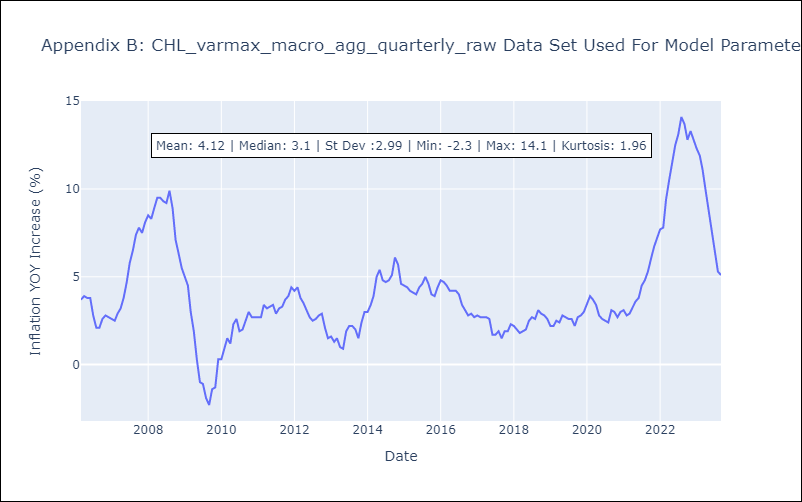 Appendix B: CHL_varmax_macro_agg_quarterly_raw Data Set Used For Model Paramete
15
Mean: 4.12 | Median: 3.1 | St Dev :2.99 | Min: -2.3 | Max: 14.1 | Kurtosis: 1.96
10
5
0
Inflation YOY Increase (%)
2008 2010 2012 2014 2016 2018 2020 2022
Date